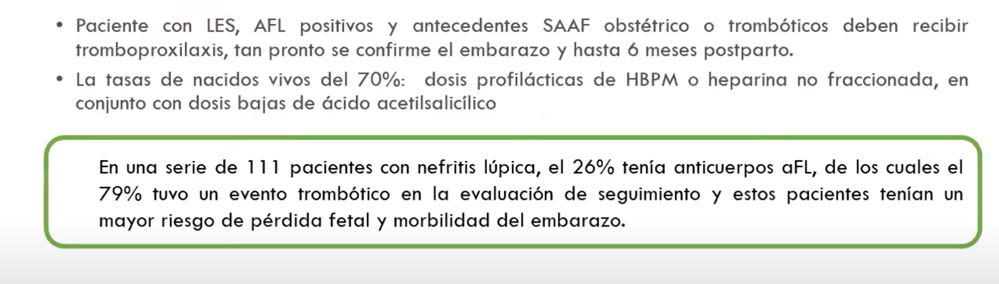 • Paciente con LES, AFL positivos y antecedentes SAAF obstétrico o trombóticos deben recibir
tromboproxilaxis, tan pronto se confirme el embarazo y hasta 6 meses postparto.
• La tasas de nacidos vivos del 70%: dosis profilácticas de HBPM o heparina no fraccionada, en
conjunto con dosis bajas de ácido acetilsalicílico
En una serie de 111 pacientes con nefritis lúpica, el 26% tenía anticuerpos aFL, de los cuales el
79% tuvo un evento trombótico en la evaluación de seguimiento y estos pacientes tenían un
mayor riesgo de pérdida fetal y morbilidad del embarazo.